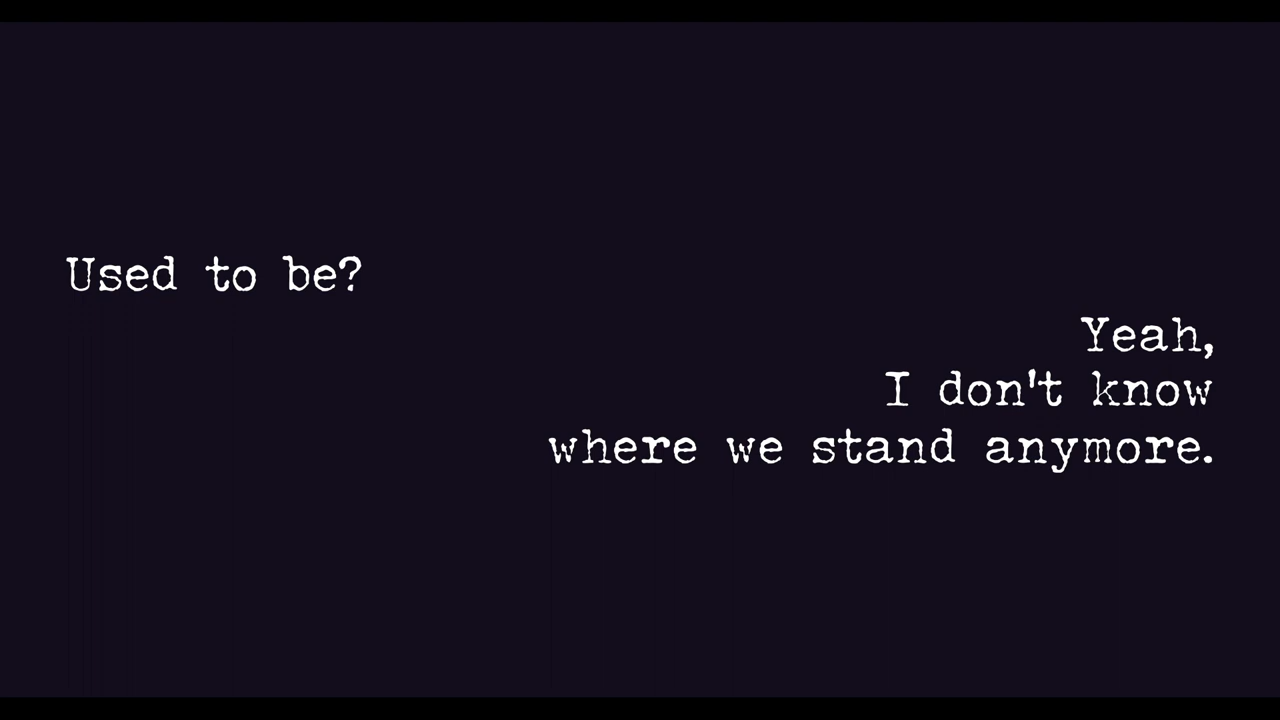 Used to be?
Yeah,
I don't know
where we stand anymore.